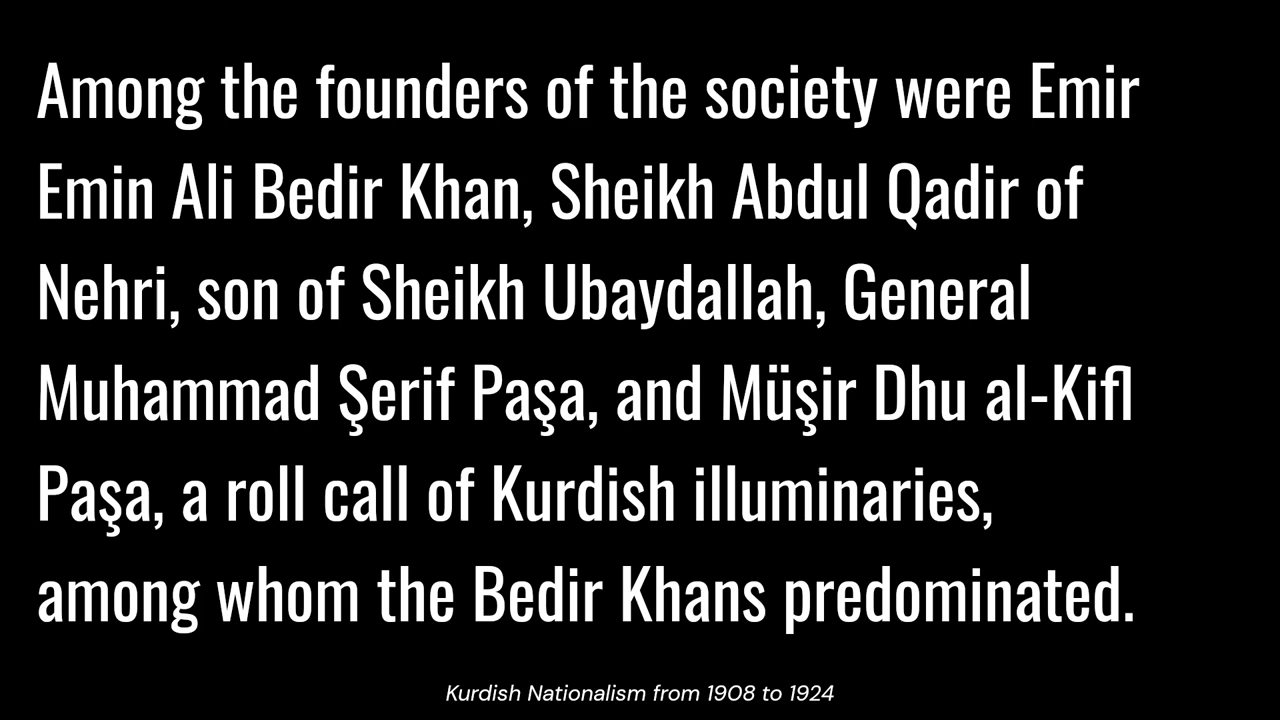 Among the founders of the society were Emir
Emin Ali Bedir Khan, Sheikh Abdul Qadir of
Nehri, son of Sheikh Ubaydallah, General
Muhammad Şerif Paşa, and Müşir Dhu al-Kifl
Paşa, a roll call of Kurdish illuminaries,
among whom the Bedir Khans predominated.
Kurdish Nationalism from 1908 to 1924